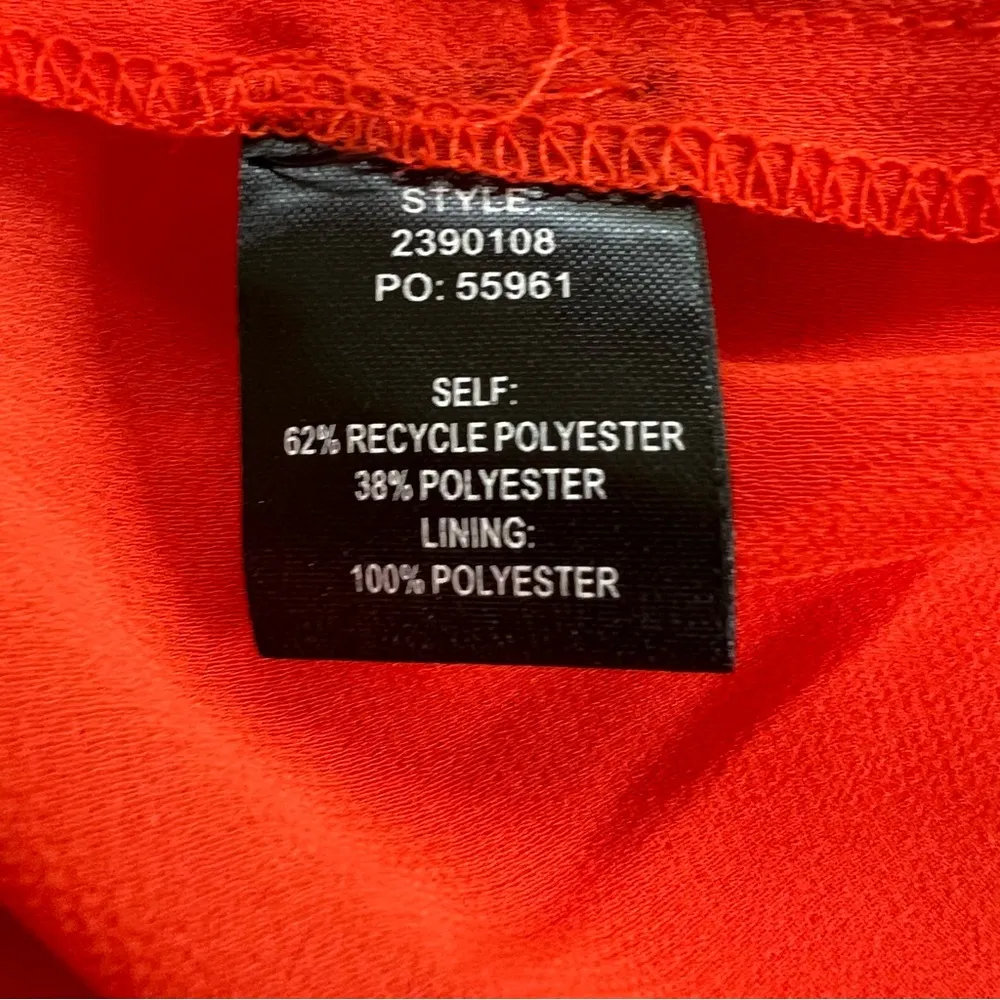 STYLE:
2390108
PO: 55961
SELF:
62% RECYCLE POLYESTER
38% POLYESTER
LINING:
100% POLYESTER